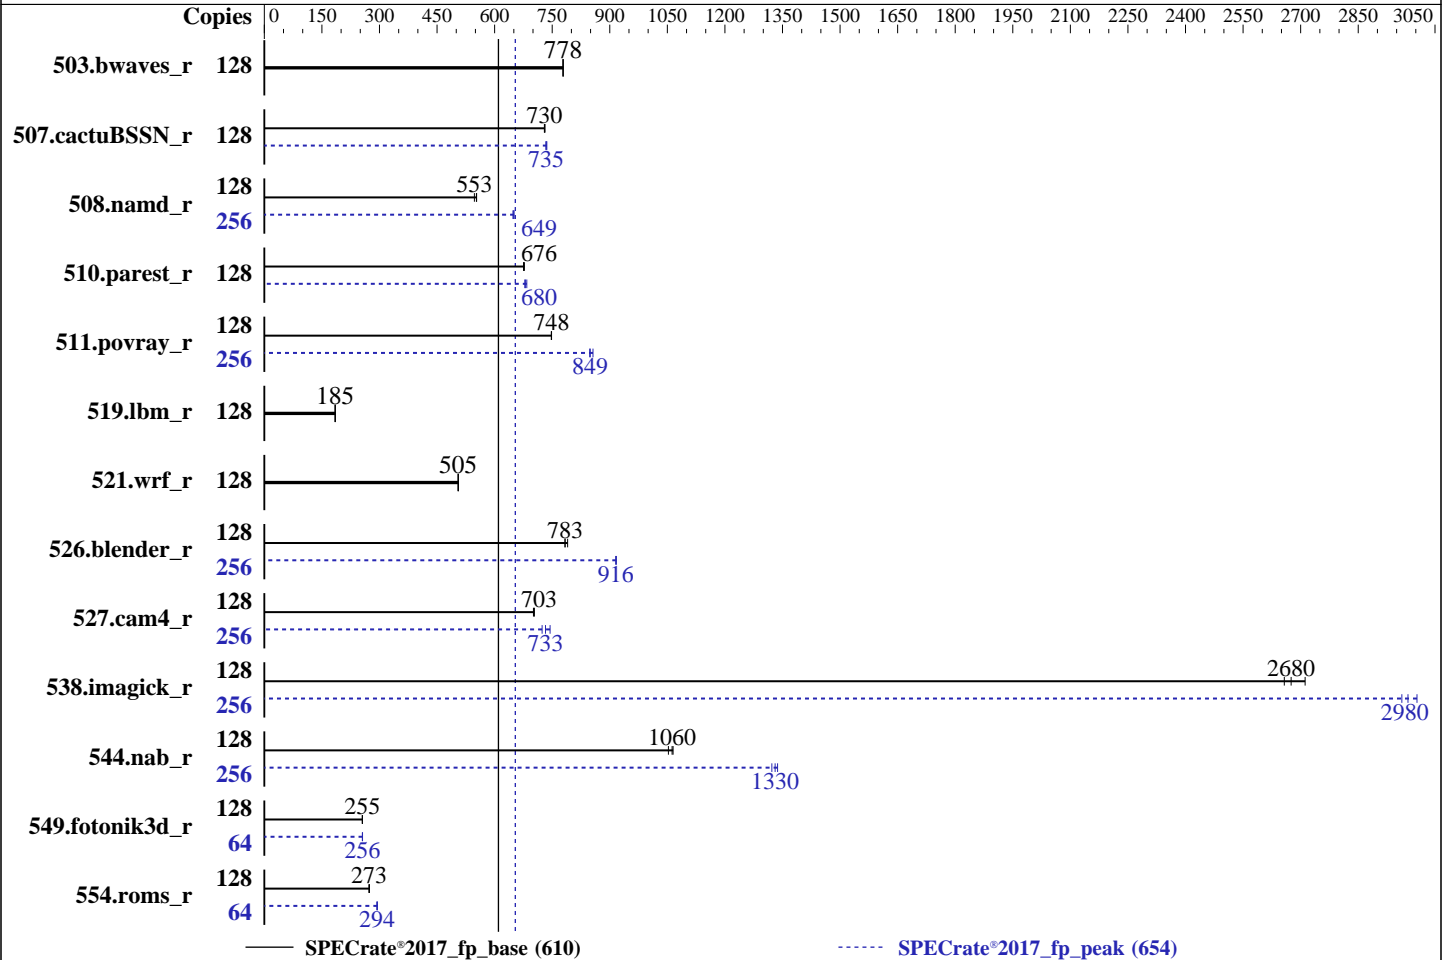 Copies 0 150 300 450 600 750 900 1050 1200 1350 1500 1650 1800 1950 2100 2250 2400 2550 2700 2850 3050
778
503.bwaves_r 128
730
507.cactuBSSN_r 128
735
128 553
508.namd_r
256 649
676
510.parest_r 128
680
128 748
511.povray_r
256 849
185
519.lbm_r 128
505
521.wrf_r 128
128 783
526.blender_r
256 916
128 703
527.cam4_r
256 733
128 2680
538.imagick_r
256 2980
128 1060
544.nab_r
256 1330
128 255
549.fotonik3d_r
64 256
128 273
554.roms_r
64 294
SPECrate®2017_fp_base (610) SPECrate®2017_fp_peak (654)